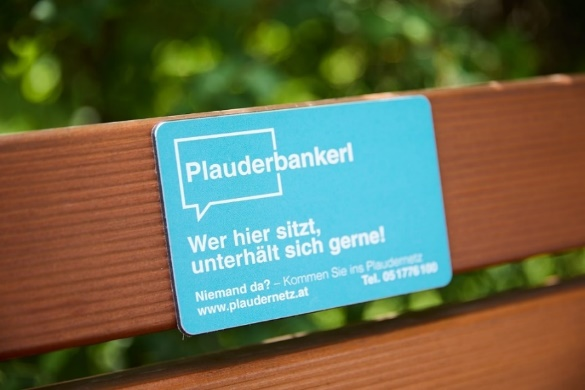 Plauderbankerl
Wer hier sitzt,
unterhält sich gerne!
Niemand da? – Kommen Sie ins Plaudernetz
www.plaudernetz.at Tel. 05 1776 100